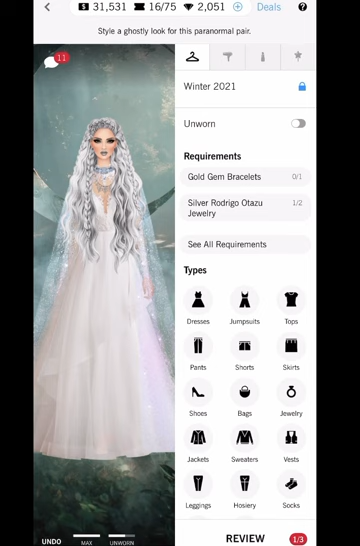 $ 31,531 16/75 2,051 + Deals ?
Style a ghostly look for this paranormal pair.
11
Winter 2021
Unworn
Requirements
Gold Gem Bracelets 0/1
Silver Rodrigo Otazu 1/2
Jewelry
See All Requirements
Types
Dresses Jumpsuits Tops
Pants Shorts Skirts
Shoes Bags Jewelry
Jackets Sweaters Vests
Leggings Hosiery Socks
UNDO MAX UNWORN REVIEW 1/3